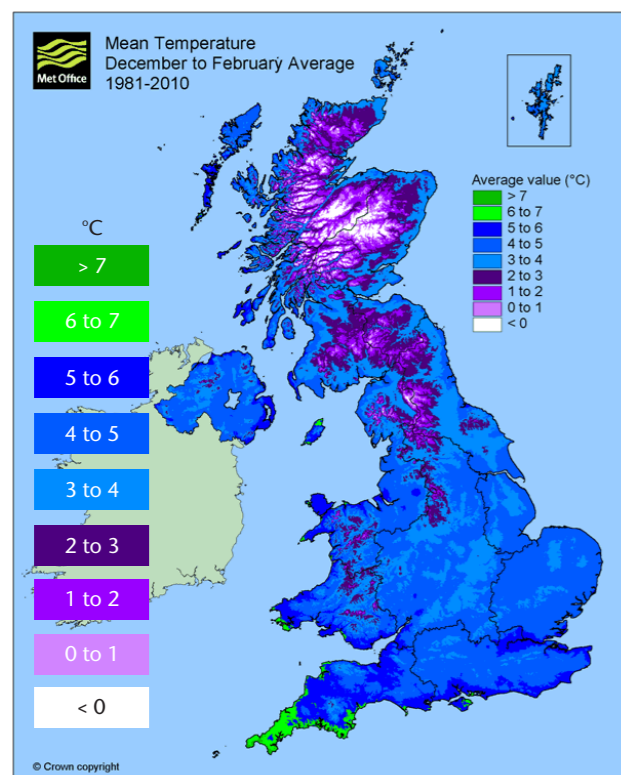 Met Office
Mean Temperature
December to February Average
1981-2010
Average value (°C)
> 7
6 to 7
5 to 6
4 to 5
3 to 4
2 to 3
1 to 2
0 to 1
< 0
°C
> 7
6 to 7
5 to 6
4 to 5
3 to 4
2 to 3
1 to 2
0 to 1
< 0
© Crown copyright